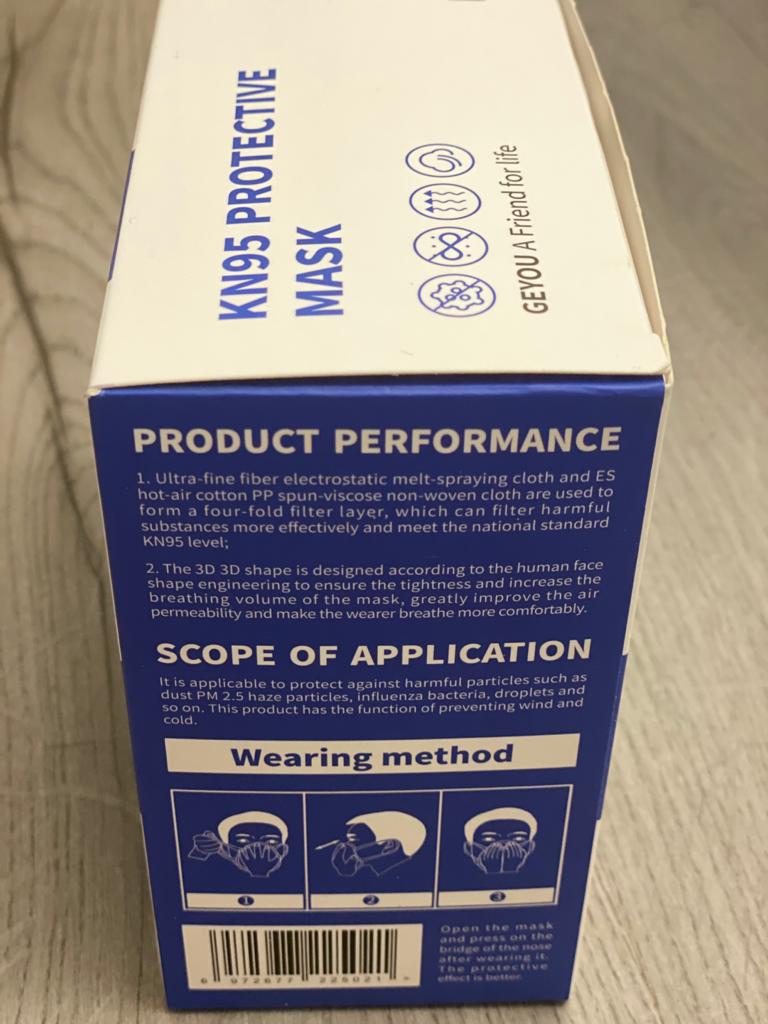 KN95 PROTECTIVE
MASK
GEYOU A Friend for life
PRODUCT PERFORMANCE
1. Ultra-fine fiber electrostatic melt-spraying cloth and ES
hot-air cotton PP spun-viscose non-woven cloth are used to
form a four-fold filter layer, which can filter harmful
substances more effectively and meet the national standard
KN95 level;
2. The 3D 3D shape is designed according to the human face
shape engineering to ensure the tightness and increase the
breathing volume of the mask, greatly improve the air
permeability and make the wearer breathe more comfortably.
SCOPE OF APPLICATION
It is applicable to protect against harmful particles such as
dust PM 2.5 haze particles, influenza bacteria, droplets and
so on. This product has the function of preventing wind and
cold.
Wearing method
1 2 3
Open the mask
and press on the
bridge of the nose
after wearing it.
The protective
effect is better.
6 972677 225021 >